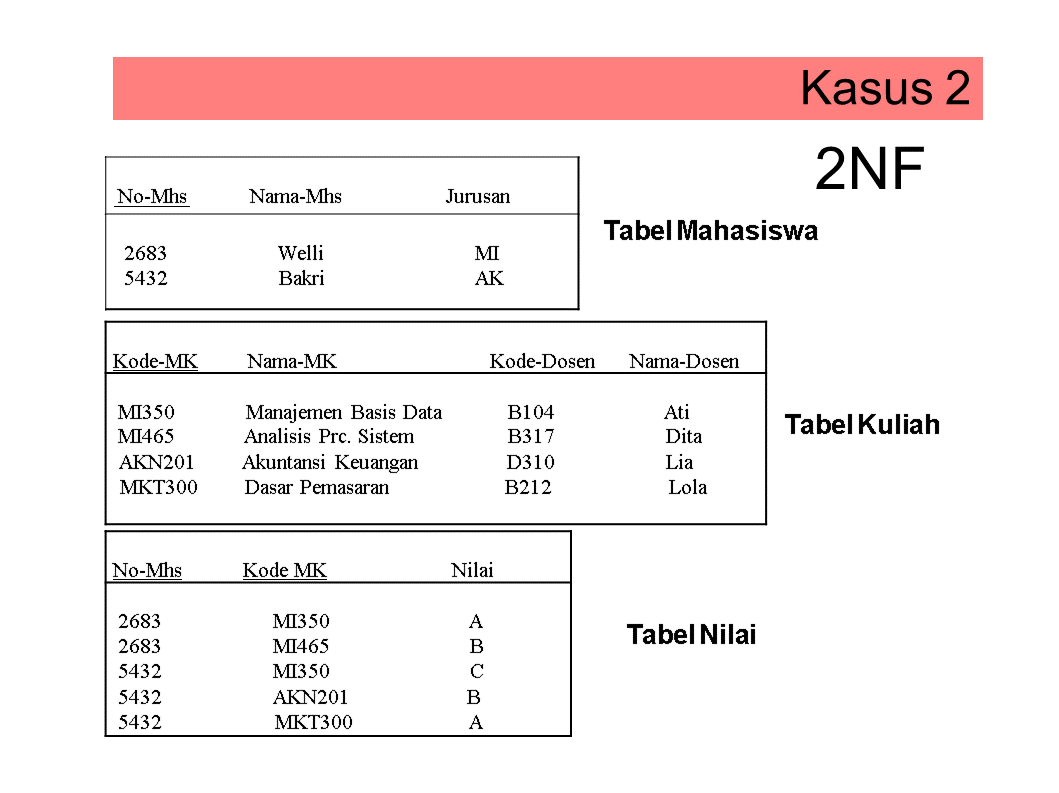 Kasus 2
2NF
No-Mhs Nama-Mhs Jurusan
2683 Welli MI
5432 Bakri AK
Tabel Mahasiswa
Kode-MK Nama-MK Kode-Dosen Nama-Dosen
MI350 Manajemen Basis Data B104 Ati
MI465 Analisis Prc. Sistem B317 Dita
AKN201 Akuntansi Keuangan D310 Lia
MKT300 Dasar Pemasaran B212 Lola
Tabel Kuliah
No-Mhs Kode MK Nilai
2683 MI350 A
2683 MI465 B
5432 MI350 C
5432 AKN201 B
5432 MKT300 A
Tabel Nilai